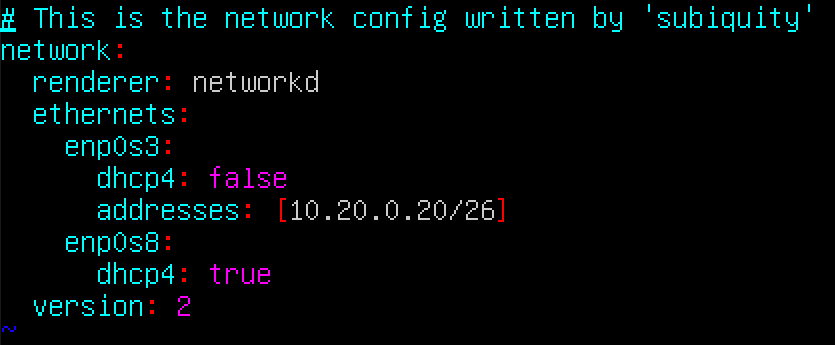 # This is the network config written by 'subiquity'
network:
  renderer: networkd
  ethernets:
    enp0s3:
      dhcp4: false
      addresses: [10.20.0.20/26]
    enp0s8:
      dhcp4: true
  version: 2
~